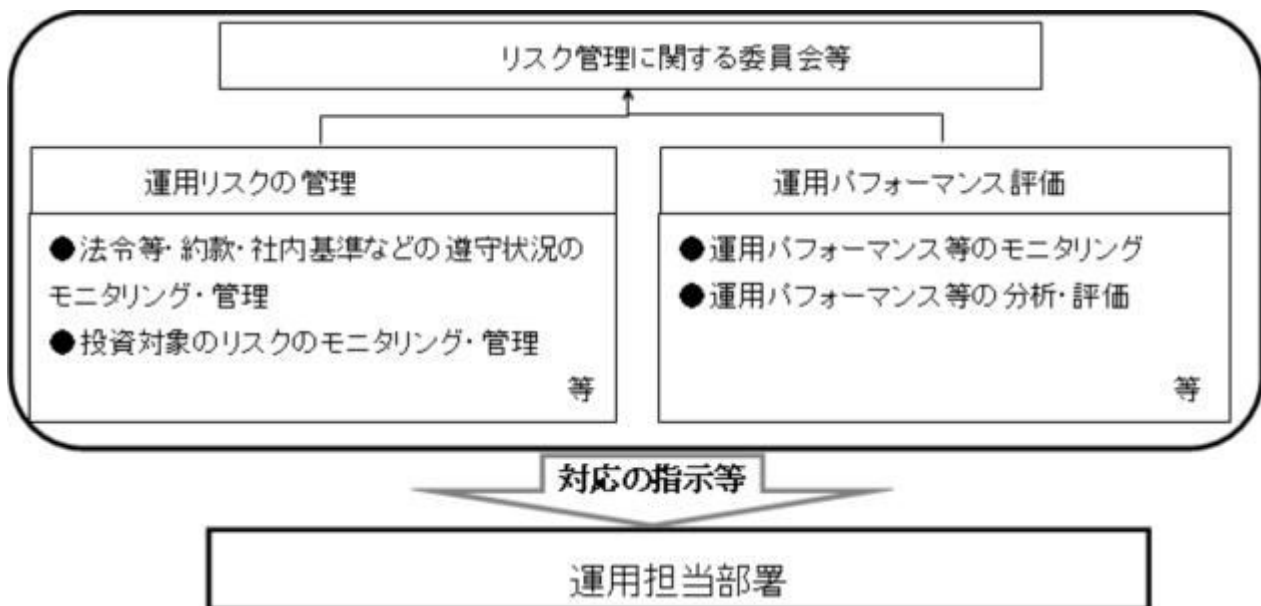 リスク管理に関する委員会等
運用リスクの管理
●法令等・約款・社内基準などの遵守状況の
モニタリング・管理
●投資対象のリスクのモニタリング・管理
等
運用パフォーマンス評価
●運用パフォーマンス等のモニタリング
●運用パフォーマンス等の分析・評価
等
対応の指示等
運用担当部署